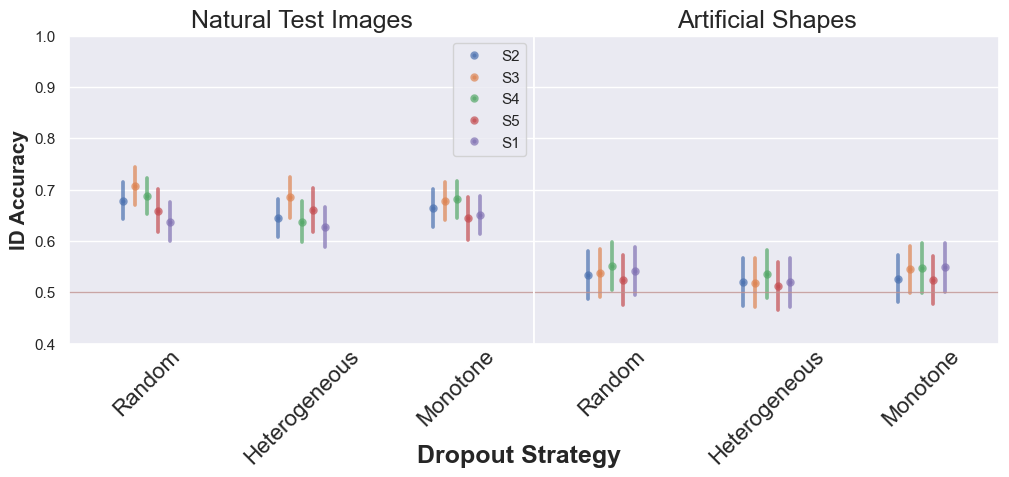 Natural Test Images
Artificial Shapes
1.0
0.9
0.8
0.7
0.6
0.5
0.4
ID Accuracy
S2
S3
S4
S5
S1
Random
Heterogeneous
Monotone
Random
Heterogeneous
Monotone
Dropout Strategy